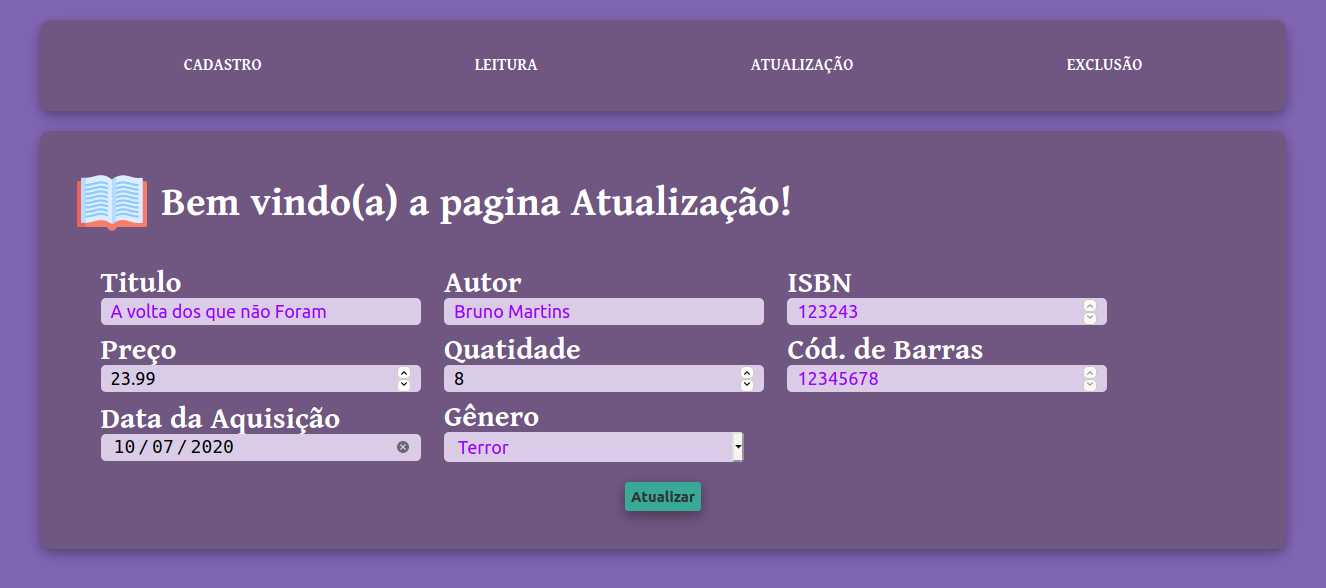 CADASTRO LEITURA ATUALIZAÇÃO EXCLUSÃO
Bem vindo(a) a pagina Atualização!
Titulo Autor ISBN
A volta dos que não Foram Bruno Martins 123243
Preço Quatidade Cód. de Barras
23.99 8 12345678
Data da Aquisição Gênero
10/07/2020 Terror
Atualizar